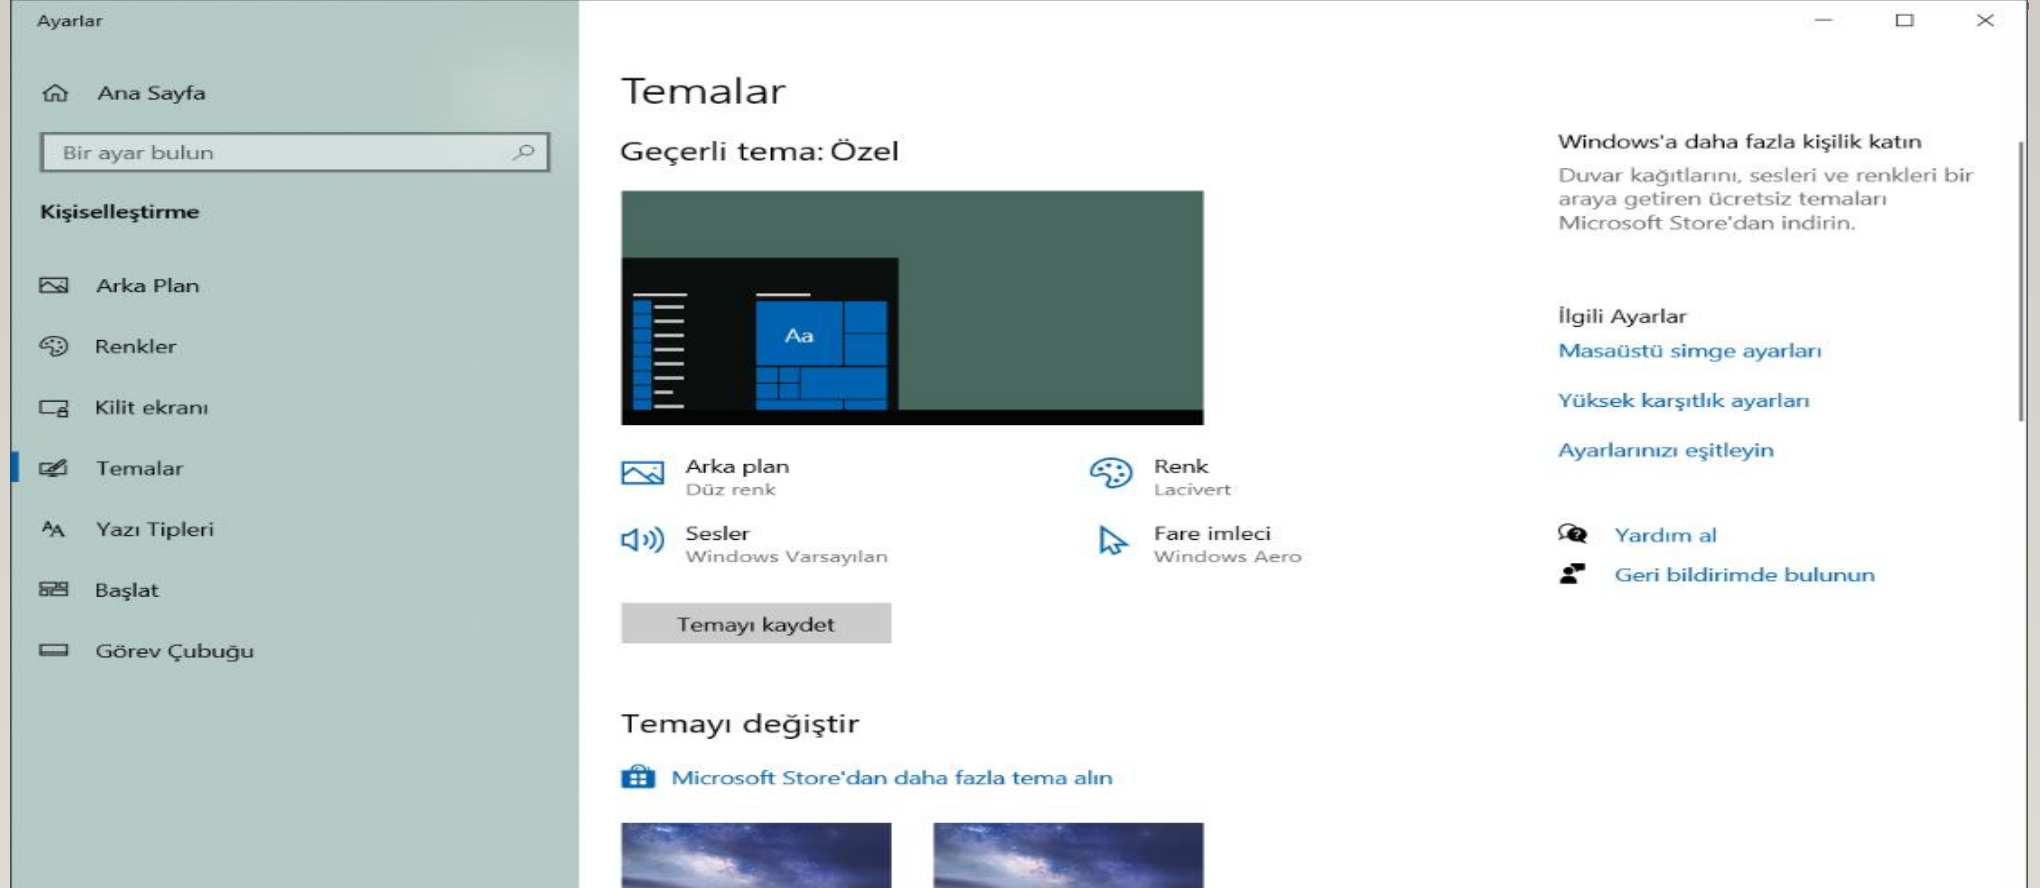 Ayarlar
Ana Sayfa
Bir ayar bulun
Kişiselleştirme
Arka Plan
Renkler
Kilit ekranı
Temalar
Yazı Tipleri
Başlat
Görev Çubuğu
Temalar
Geçerli tema: Özel
Aa
Arka plan
Düz renk
Renk
Lacivert
Sesler
Windows Varsayılan
Fare imleci
Windows Aero
Temayı kaydet
Temayı değiştir
Microsoft Store'dan daha fazla tema alın
Windows'a daha fazla kişilik katın
Duvar kağıtlarını, sesleri ve renkleri bir
araya getiren ücretsiz temaları
Microsoft Store'dan indirin.
İlgili Ayarlar
Masaüstü simge ayarları
Yüksek karşıtlık ayarları
Ayarlarınızı eşitleyin
Yardım al
Geri bildirimde bulunun